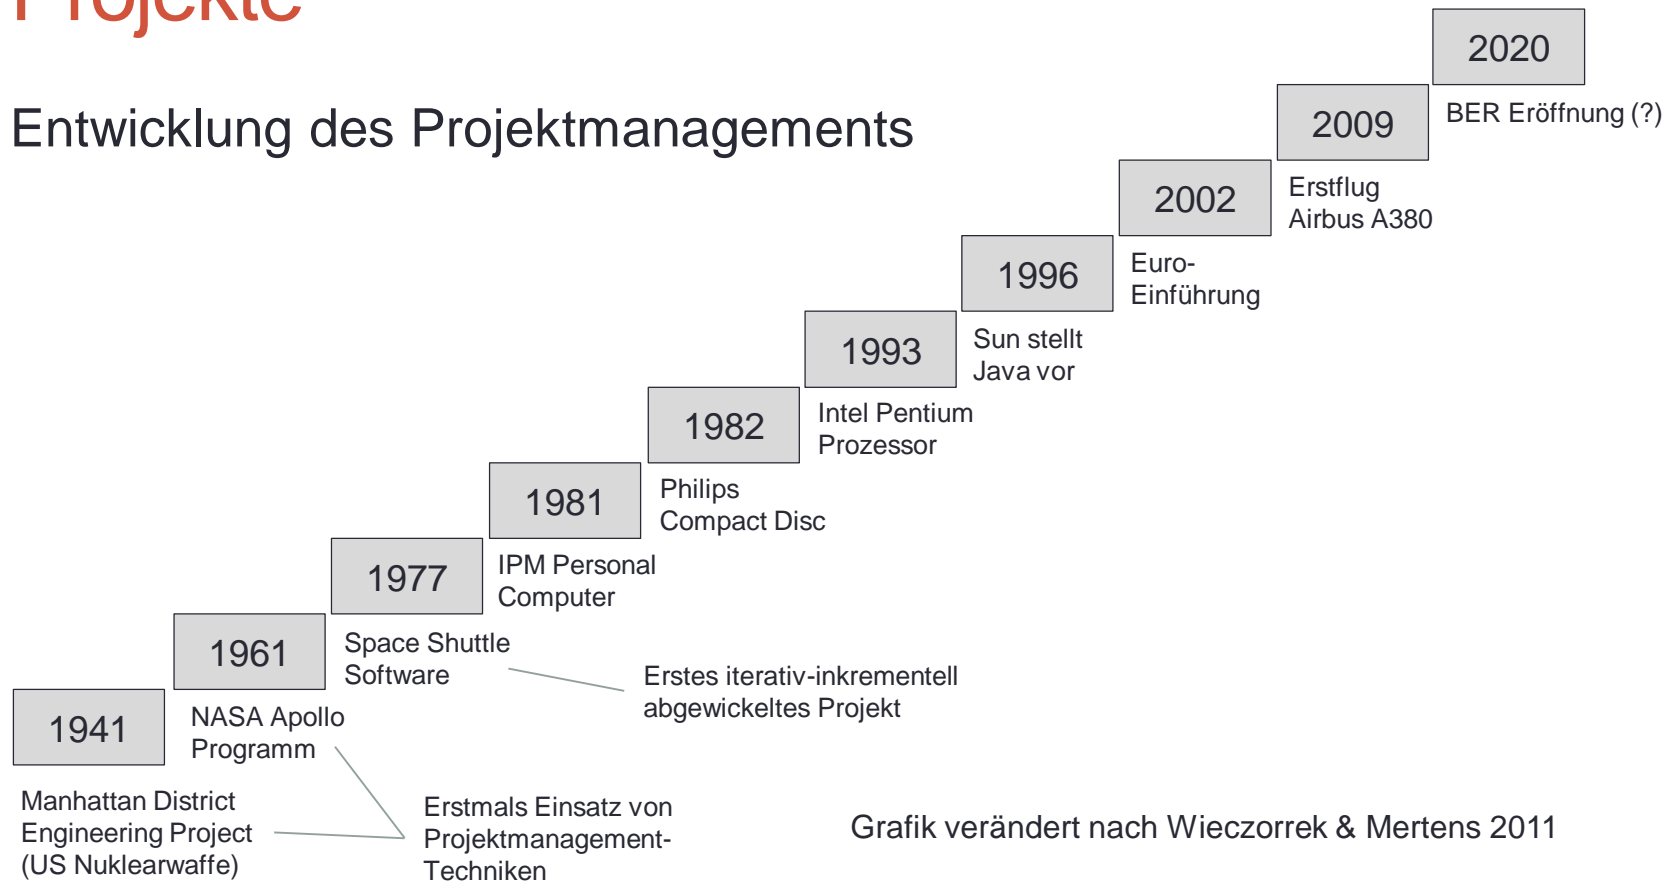 Projekte
Entwicklung des Projektmanagements
2020
BER Eröffnung (?)
2009
Erstflug
Airbus A380
2002
Euro-
Einführung
1996
Sun stellt
Java vor
1993
Intel Pentium
Prozessor
1982
Philips
Compact Disc
1981
IPM Personal
Computer
1977
Space Shuttle
Software
Erstes iterativ-inkrementell
abgewickeltes Projekt
1961
NASA Apollo
Programm
1941
Manhattan District
Engineering Project
(US Nuklearwaffe)
Erstmals Einsatz von
Projektmanagement-
Techniken
Grafik verändert nach Wieczorrek & Mertens 2011